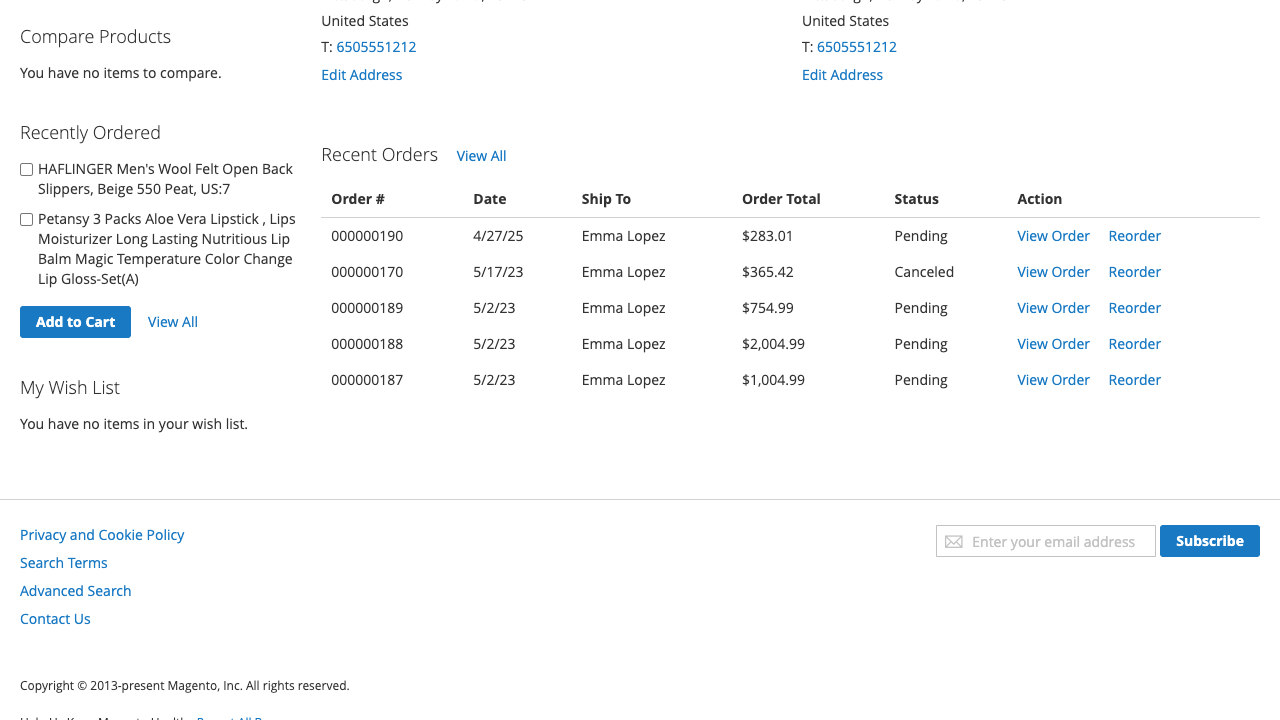 Compare Products
You have no items to compare.
Recently Ordered
HAFLINGER Men's Wool Felt Open Back
Slippers, Beige 550 Peat, US:7
Petansy 3 Packs Aloe Vera Lipstick , Lips
Moisturizer Long Lasting Nutritious Lip
Balm Magic Temperature Color Change
Lip Gloss-Set(A)
Add to Cart View All
My Wish List
You have no items in your wish list.
United States
T: 6505551212
Edit Address
United States
T: 6505551212
Edit Address
Recent Orders View All
Order # Date Ship To Order Total Status Action
000000190 4/27/25 Emma Lopez $283.01 Pending View Order Reorder
000000170 5/17/23 Emma Lopez $365.42 Canceled View Order Reorder
000000189 5/2/23 Emma Lopez $754.99 Pending View Order Reorder
000000188 5/2/23 Emma Lopez $2,004.99 Pending View Order Reorder
000000187 5/2/23 Emma Lopez $1,004.99 Pending View Order Reorder
Privacy and Cookie Policy
Search Terms
Advanced Search
Contact Us
Enter your email address Subscribe
Copyright © 2013-present Magento, Inc. All rights reserved.